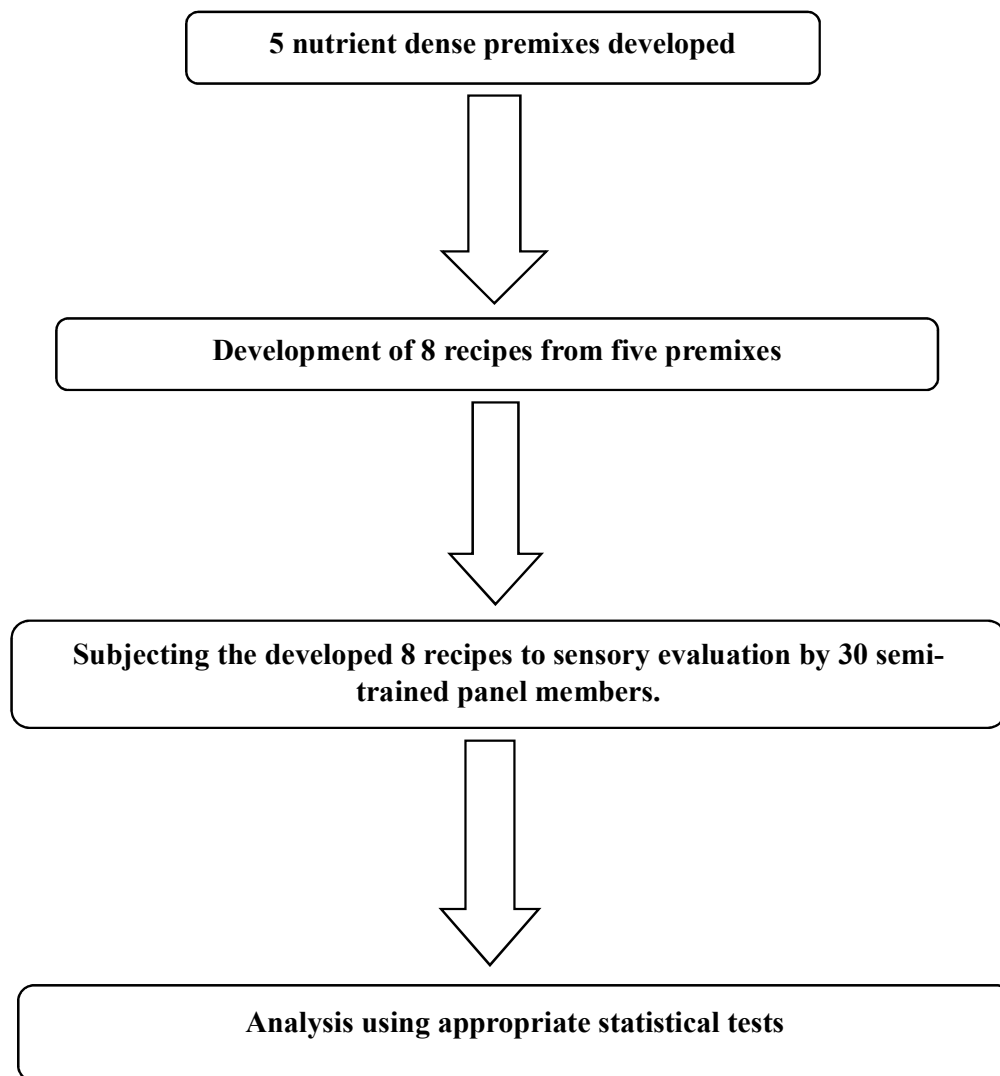 5 nutrient dense premixes developed
Development of 8 recipes from five premixes
Subjecting the developed 8 recipes to sensory evaluation by 30 semi-
trained panel members.
Analysis using appropriate statistical tests